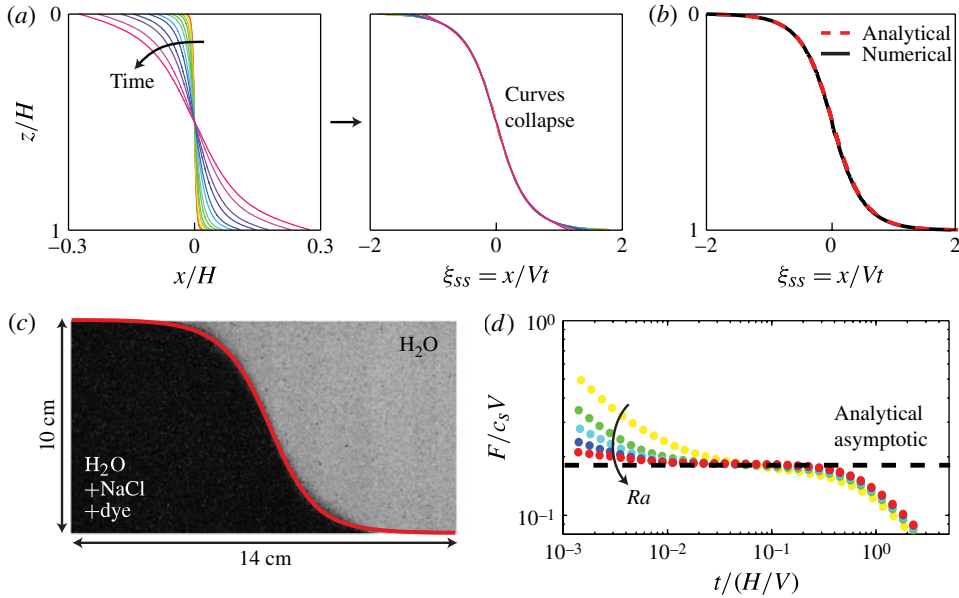 (a)
0
z/H
1
Time
−0.3
0
0.3
x/H
Curves
collapse
−2
0
2
ξss = x/Vt
(b)
0
1
Analytical
Numerical
−2
0
2
ξss = x/Vt
(c)
10 cm
H2O
H2O
+NaCl
+dye
14 cm
(d)
10^0
F/csV
10^−1
Analytical
asymptotic
Ra
10^−3
10^−2
10^−1
10^0
t/(H/V)